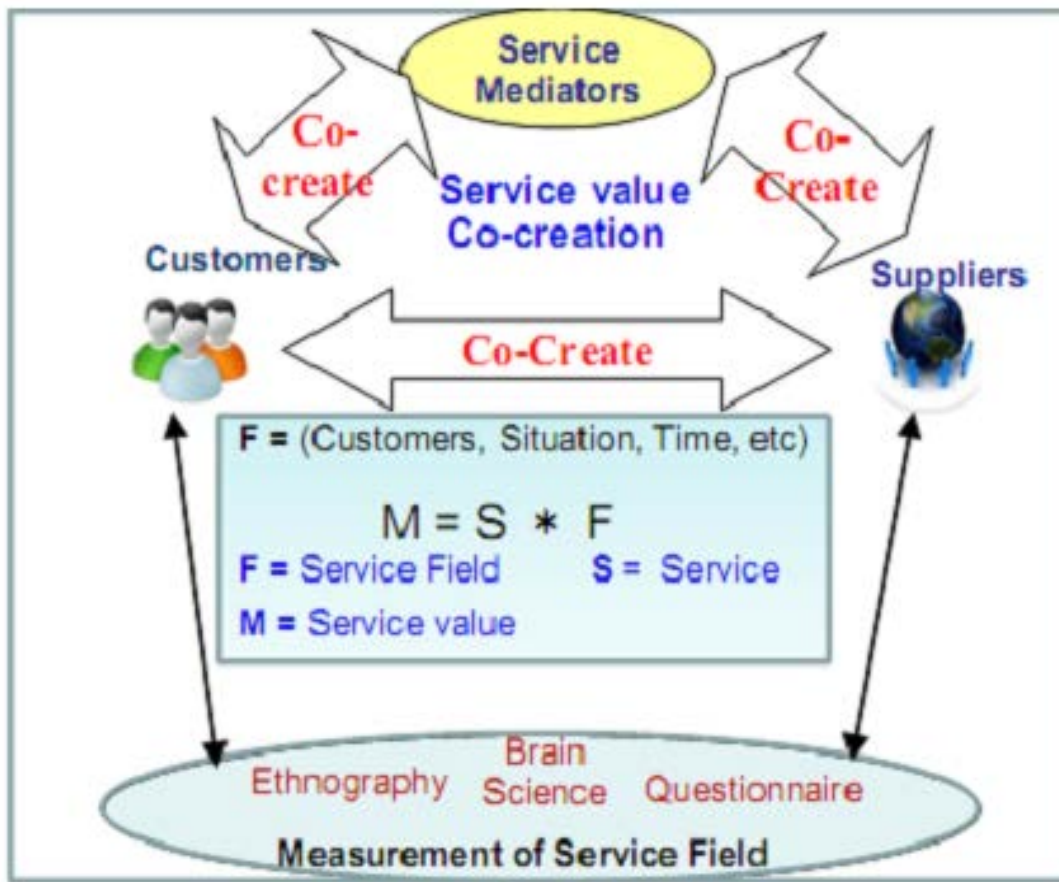 Service
Mediators
Co-
create
Co-
Create
Service value
Co-creation
Customers
Suppliers
Co-Create
F = (Customers, Situation, Time, etc)
M = S * F
F = Service Field S = Service
M = Service value
Ethnography
Brain
Science
Questionnaire
Measurement of Service Field